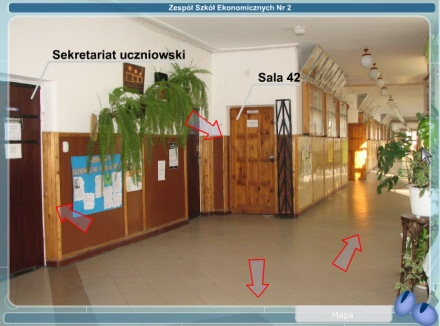 Zespół Szkół Ekonomicznych Nr 2
Sekretariat uczniowski
Sala 42
Mapa